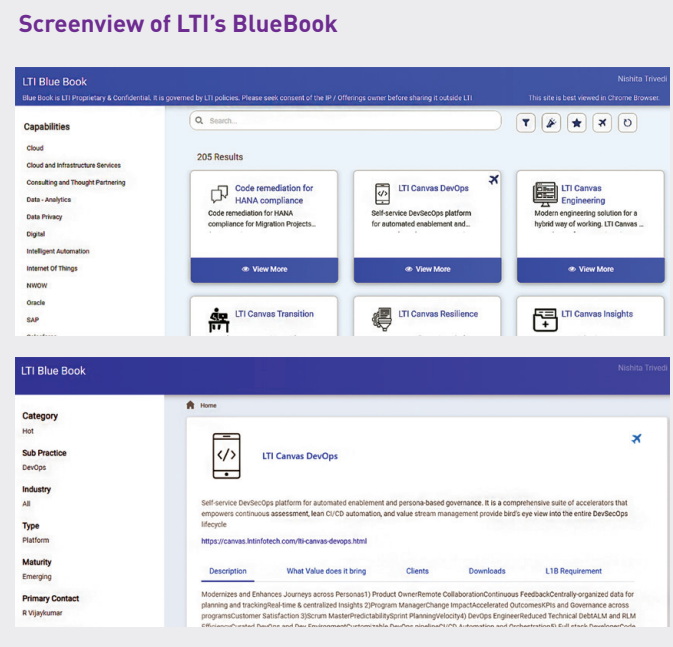 Screenview of LTI's BlueBook
LTI Blue Book
Nishita Trivedi
Blue Book is LTI Proprietary & Confidential. It is governed by LTI policies. Please seek consent of the IP / Offerings owner before sharing it outside LTI
This site is best viewed in Chrome Browser.
Capabilities
Cloud
Cloud and Infrastructure Services
Consulting and Thought Partnering
Data - Analytics
Data Privacy
Digital
Intelligent Automation
Internet Of Things
NWOW
Oracle
SAP
Search...
205 Results
Code remediation for
HANA compliance
Code remediation for HANA
compliance for Migration Projects...
View More
LTI Canvas DevOps
Self-service DevSecOps platform
for automated enablement and...
View More
LTI Canvas
Engineering
Modern engineering solution for a
hybrid way of working. LTI Canvas ...
View More
LTI Canvas Transition
LTI Canvas Resilience
LTI Canvas Insights
LTI Blue Book
Nishita Trivedi
Category
Hot
Sub Practice
DevOps
Industry
All
Type
Platform
Maturity
Emerging
Primary Contact
R Vijaykumar
Home
LTI Canvas DevOps
Self-service DevSecOps platform for automated enablement and persona-based governance. It is a comprehensive suite of accelerators that
empowers continuous assessment, lean CI/CD automation, and value stream management provide bird's eye view into the entire DevSecOps
lifecycle
https://canvas.lntinfotech.com/lti-canvas-devops.html
Description
What Value does it bring
Clients
Downloads
L1B Requirement
Modernizes and Enhances Journeys across Personas1) Product OwnerRemote CollaborationContinuous FeedbackCentrally-organized data for
planning and trackingReal-time & centralized insights 2)Program ManagerChange ImpactAccelerated OutcomesKPIs and Governance across
programsCustomer Satisfaction 3)Scrum MasterPredictabilitySprint PlanningVelocity4) DevOps EngineerReduced Technical DebtALM and RLM